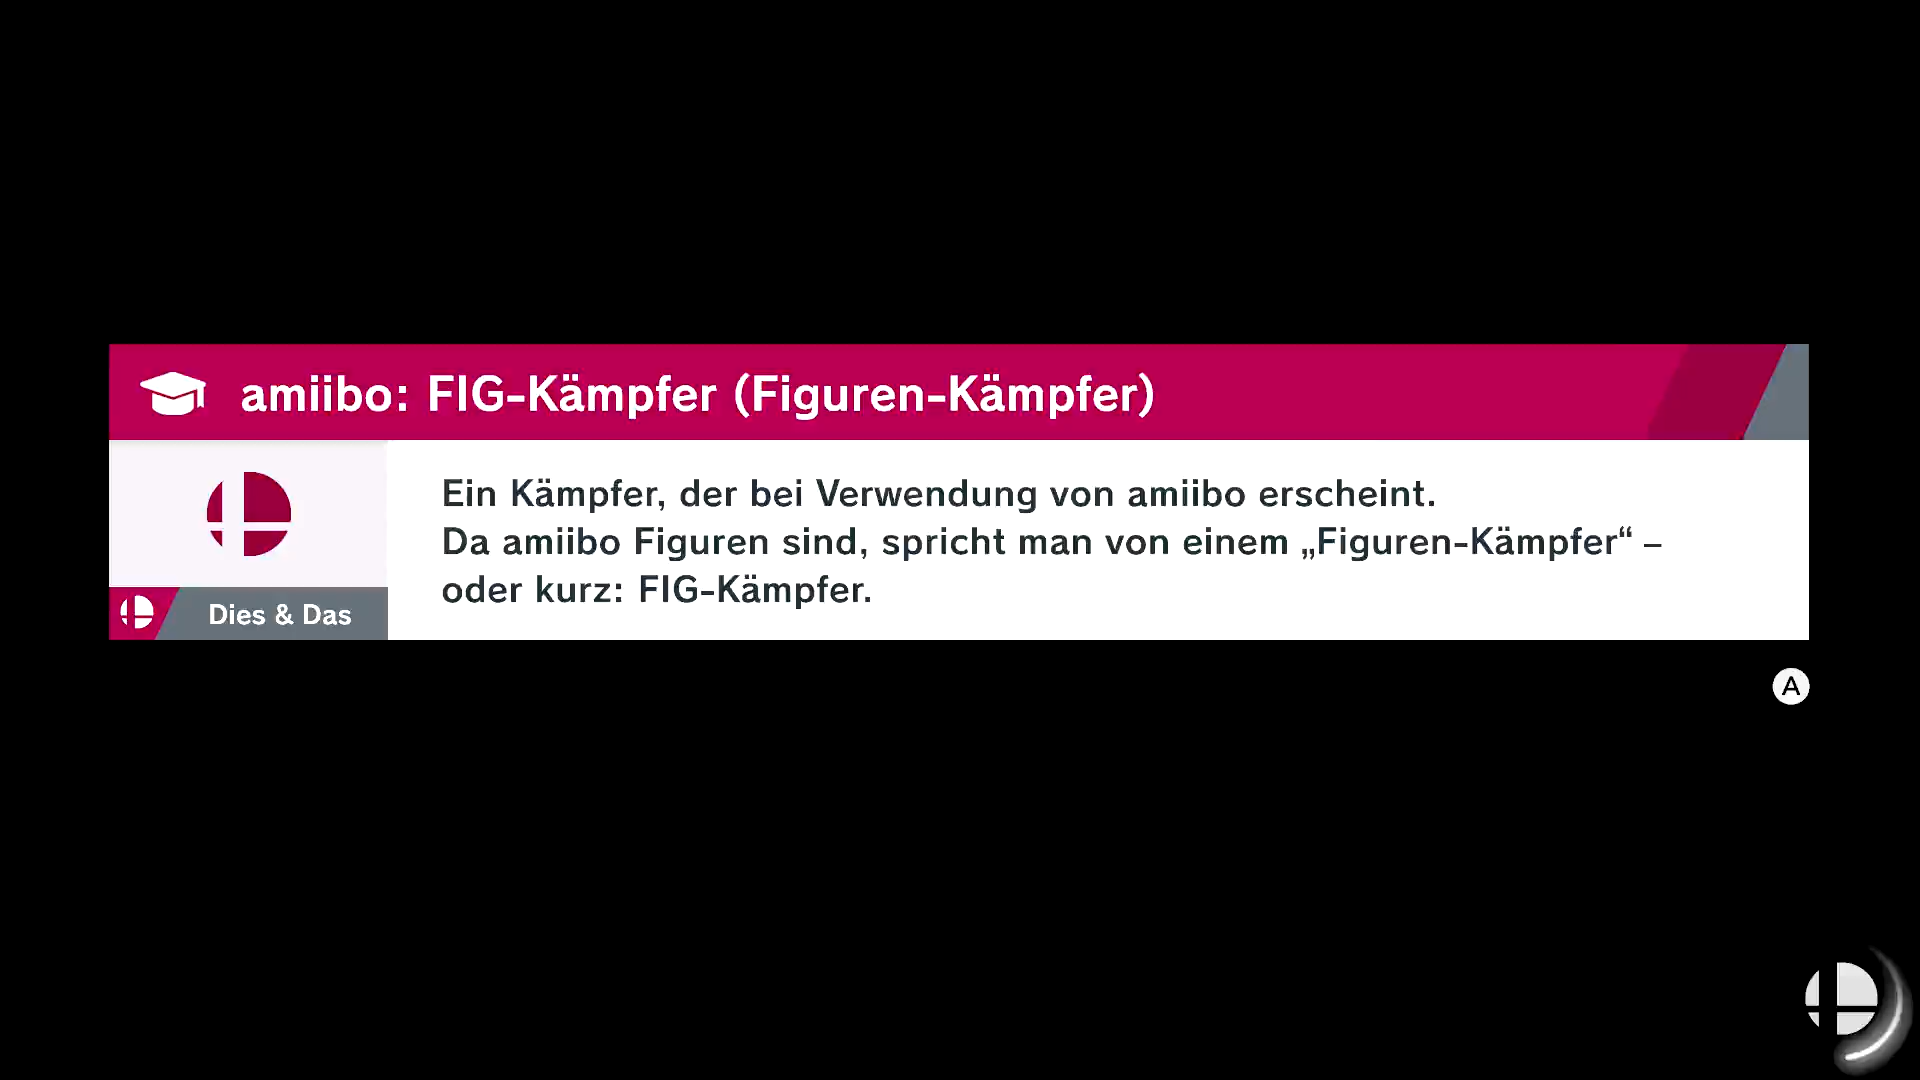 amiibo: FIG-Kämpfer (Figuren-Kämpfer)
Ein Kämpfer, der bei Verwendung von amiibo erscheint.
Da amiibo Figuren sind, spricht man von einem „Figuren-Kämpfer“ –
oder kurz: FIG-Kämpfer.
Dies & Das
A